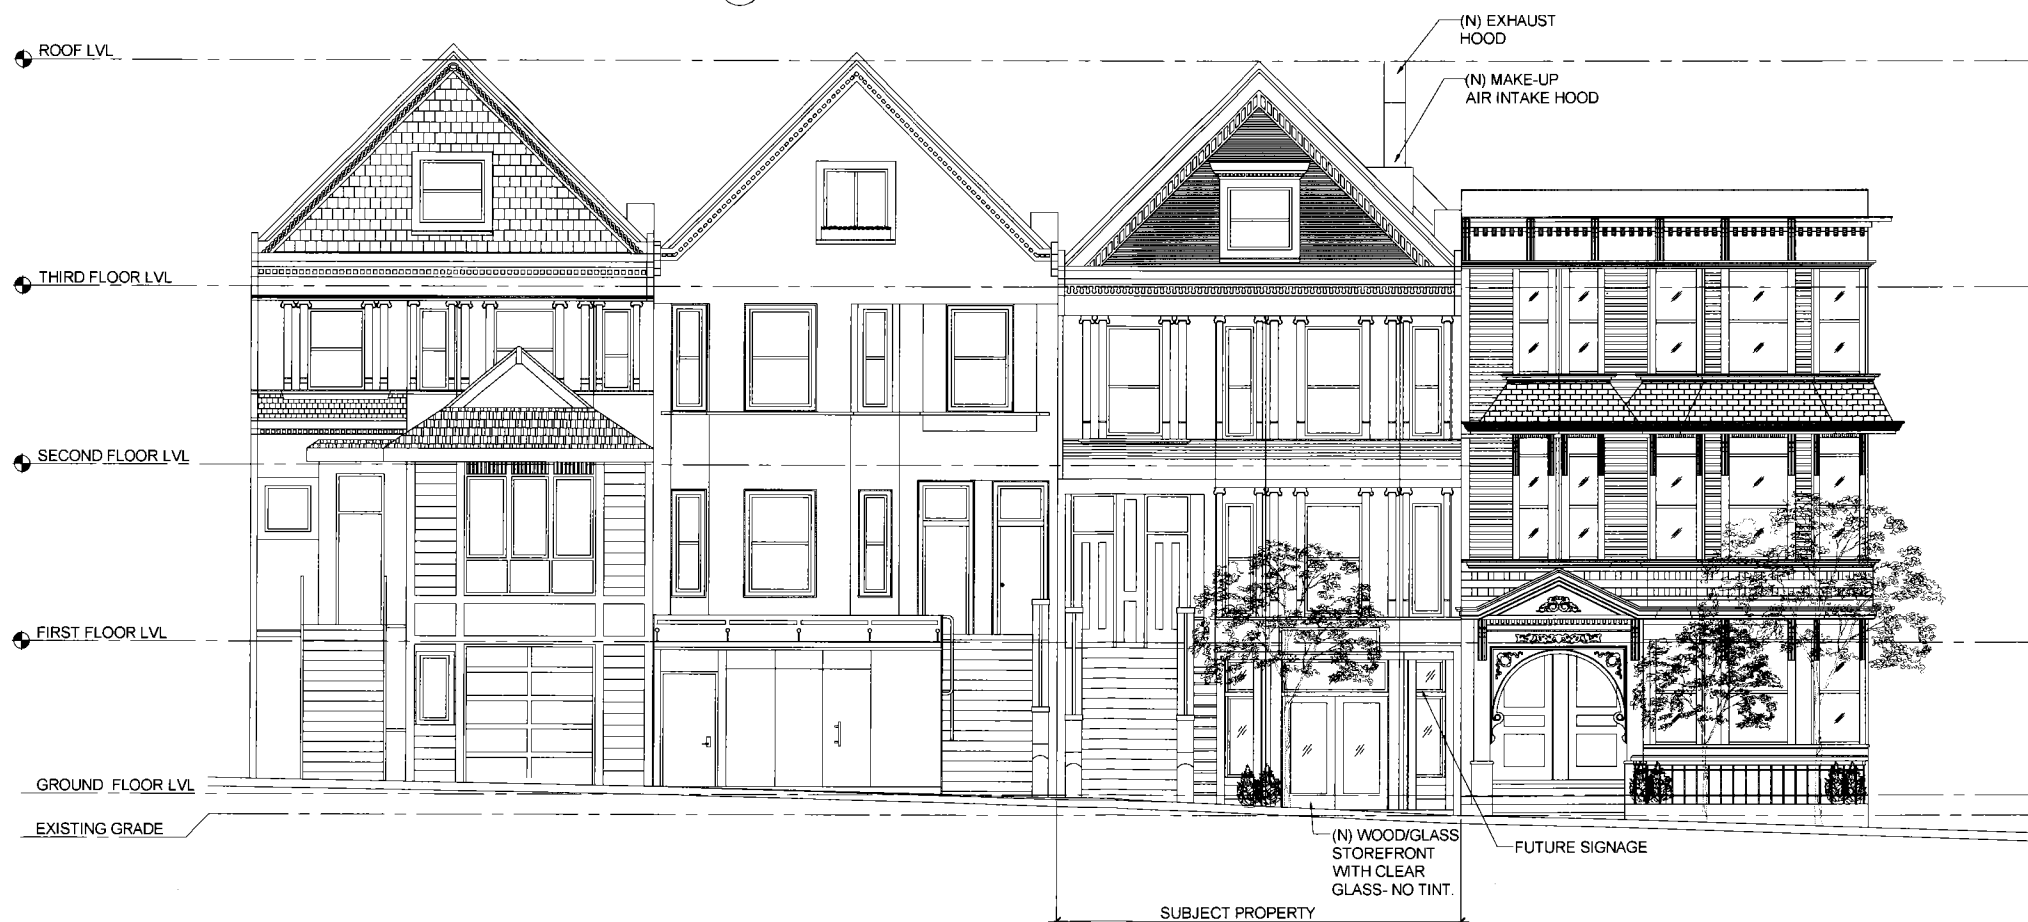 (N) EXHAUST
HOOD
ROOF LVL
(N) MAKE-UP
AIR INTAKE HOOD
THIRD FLOOR LVL
SECOND FLOOR LVL
FIRST FLOOR LVL
GROUND FLOOR LVL
EXISTING GRADE
(N) WOOD/GLASS
STOREFRONT
WITH CLEAR
GLASS- NO TINT.
FUTURE SIGNAGE
SUBJECT PROPERTY